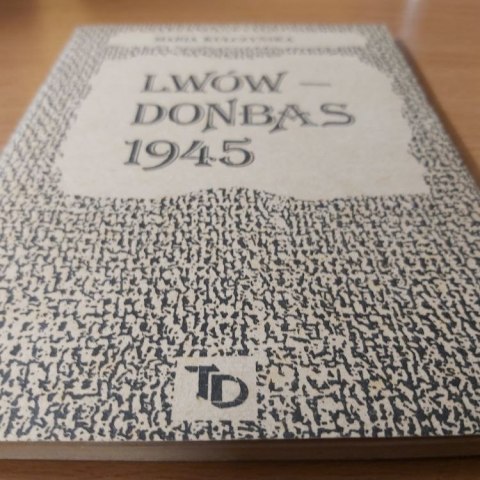 LWÓW –
DONBAS
1945
TD